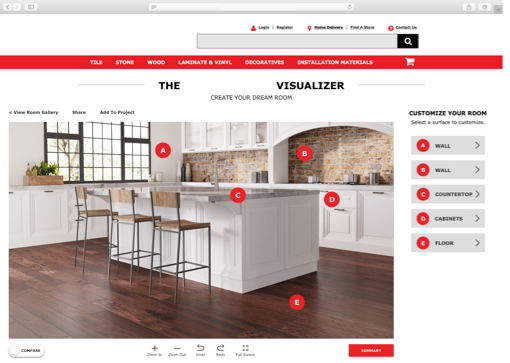 Login | Register
Home Delivery | Find A Store
Contact Us
TILE STONE WOOD LAMINATE & VINYL DECORATIVES INSTALLATION MATERIALS
THE VISUALIZER
CREATE YOUR DREAM ROOM
< View Room Gallery Share Add To Project
CUSTOMIZE YOUR ROOM
Select a surface to customize.
A
B
C
D
E
A WALL
B WALL
C COUNTERTOP
D CABINETS
E FLOOR
COMPARE
Zoom In Zoom Out Undo Redo Full Screen
SUMMARY